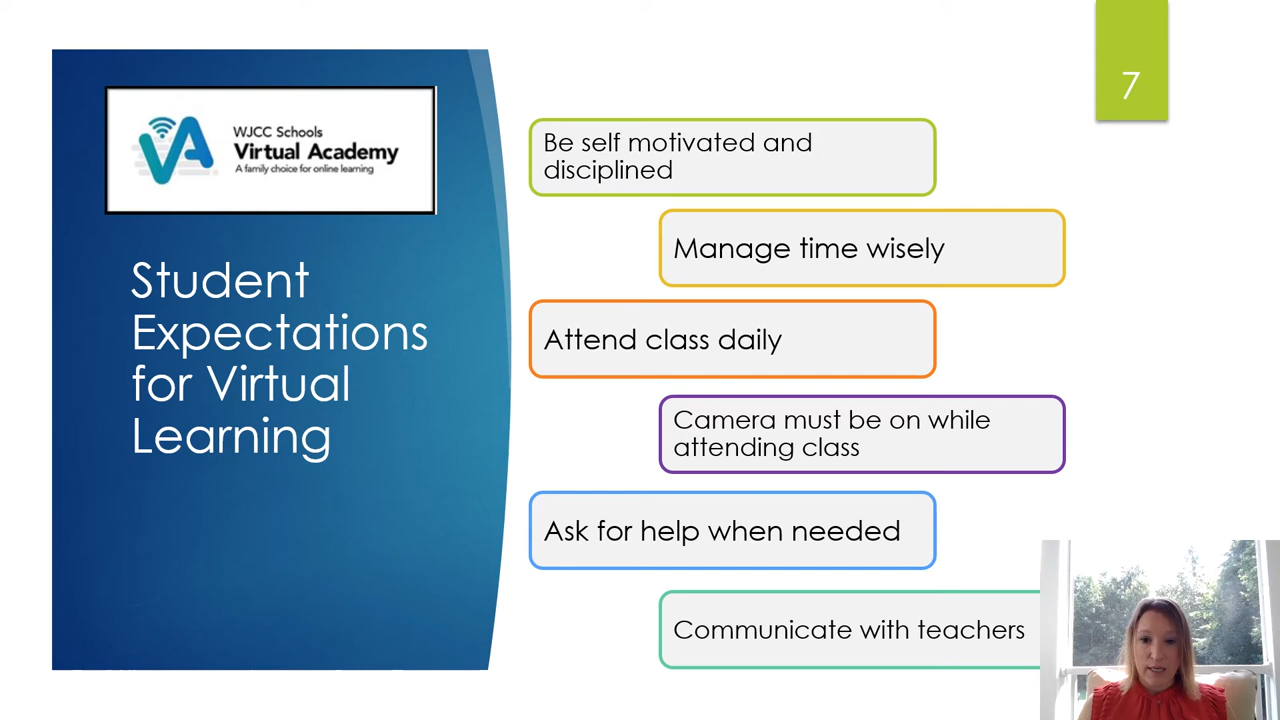 7
WJCC Schools
Virtual Academy
A family choice for online learning
Student
Expectations
for Virtual
Learning
Be self motivated and
disciplined
Manage time wisely
Attend class daily
Camera must be on while
attending class
Ask for help when needed
Communicate with teachers